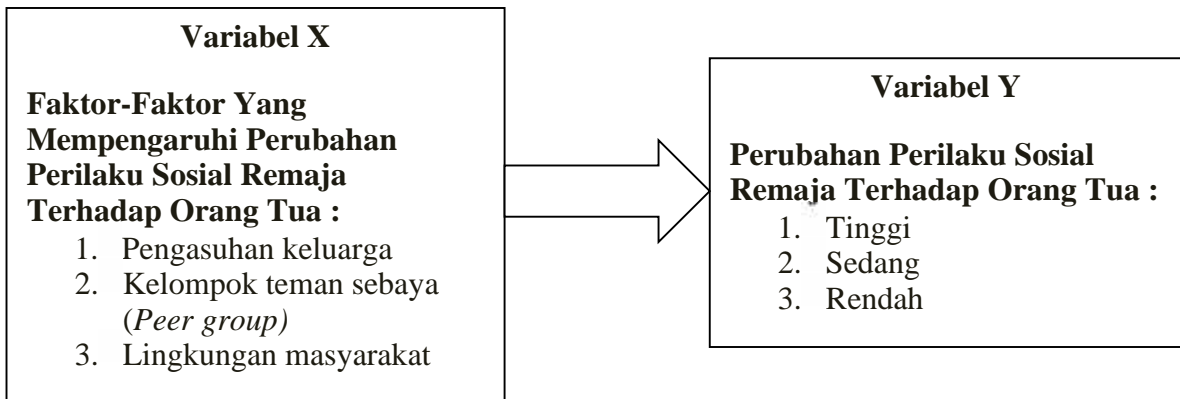 Variabel X
Faktor-Faktor Yang
Mempengaruhi Perubahan
Perilaku Sosial Remaja
Terhadap Orang Tua :
1. Pengasuhan keluarga
2. Kelompok teman sebaya
(Peer group)
3. Lingkungan masyarakat
Variabel Y
Perubahan Perilaku Sosial
Remaja Terhadap Orang Tua :
1. Tinggi
2. Sedang
3. Rendah